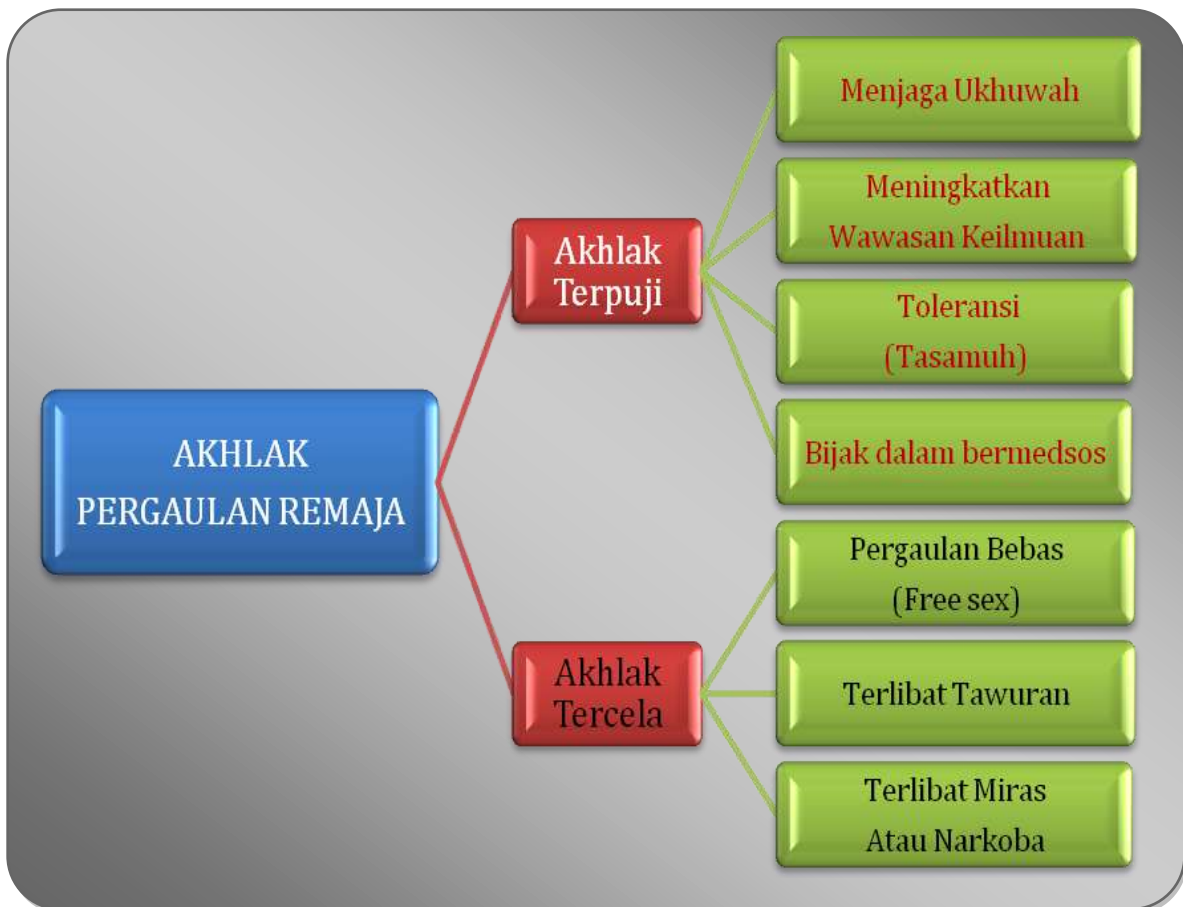 AKHLAK
PERGAULAN REMAJA
Akhlak
Terpuji
Menjaga Ukhuwah
Meningkatkan
Wawasan Keilmuan
Toleransi
(Tasamuh)
Bijak dalam bermedsos
Akhlak
Tercela
Pergaulan Bebas
(Free sex)
Terlibat Tawuran
Terlibat Miras
Atau Narkoba